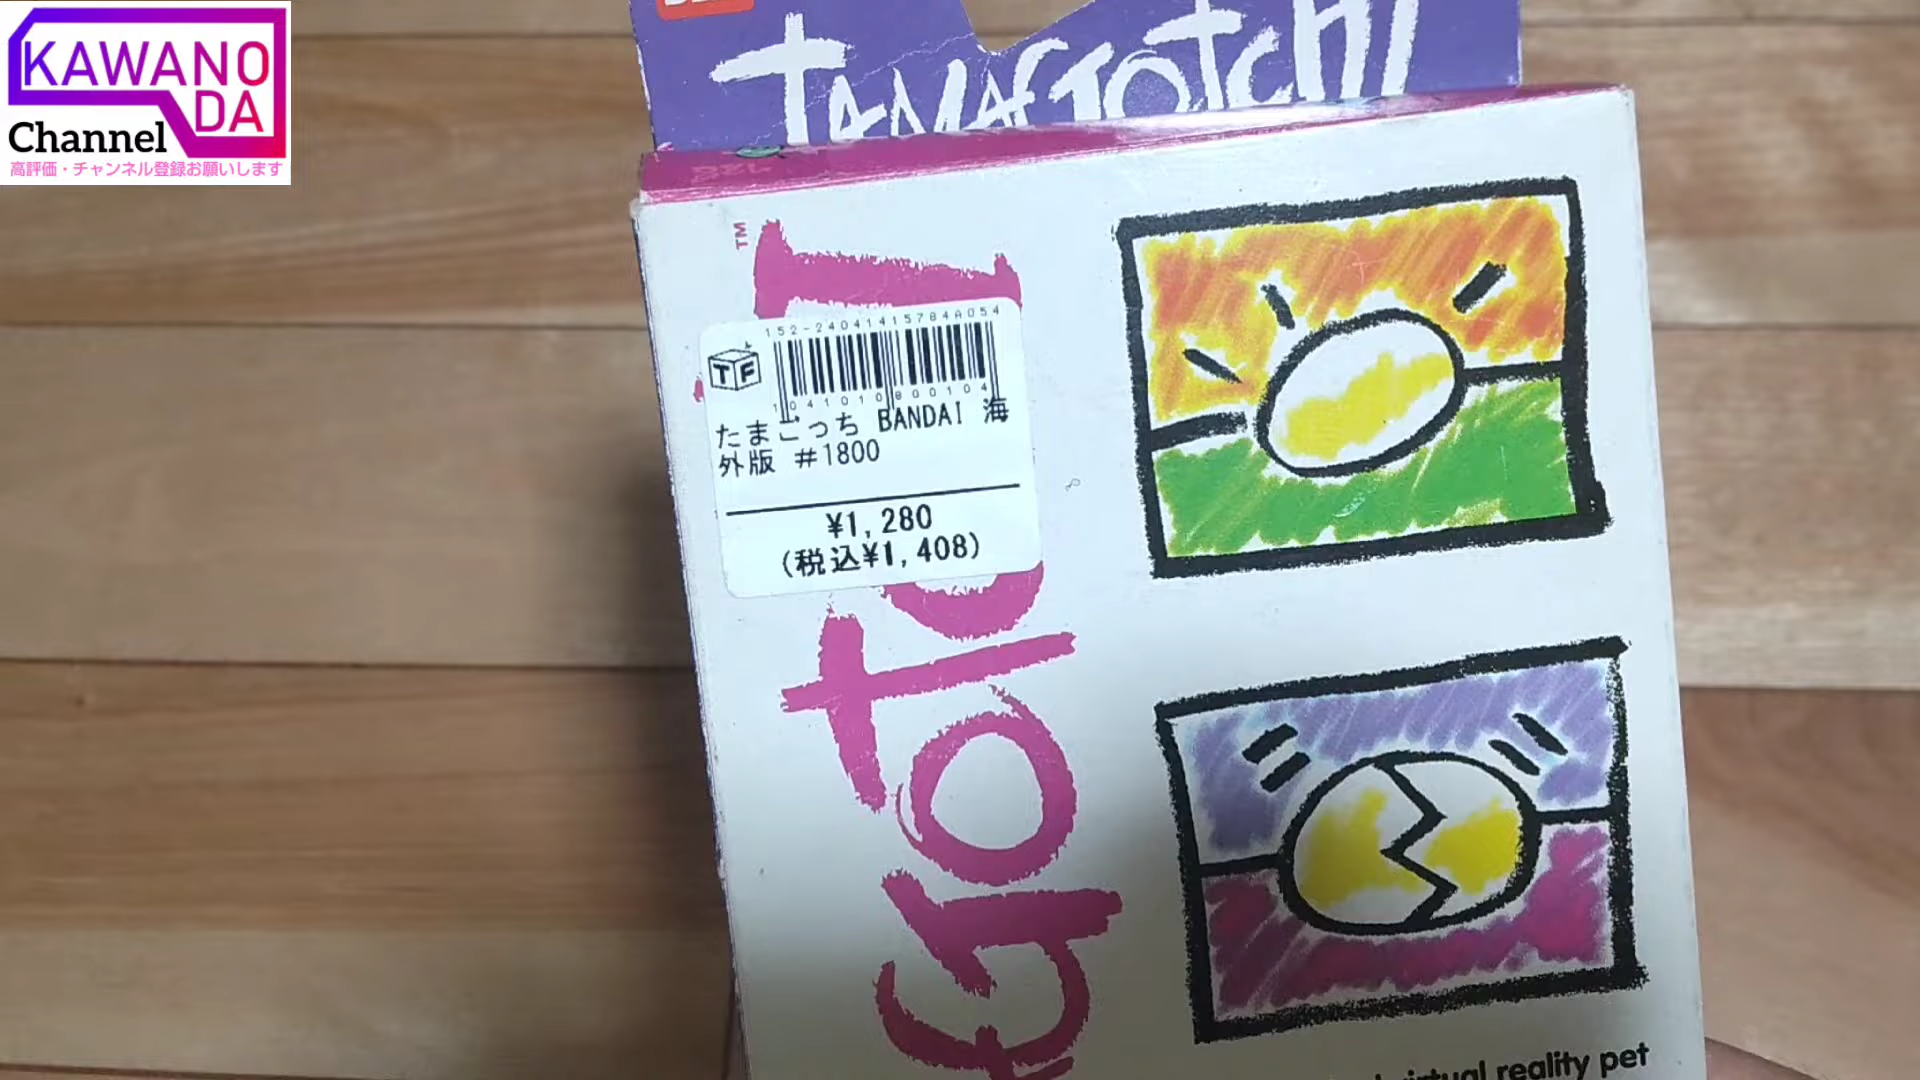 KAWANO
DA
Channel
高評価・チャンネル登録お願いします
TAMAGOTCHI
TM
152-24041415784A054
TF
1041010800104
たまごっち BANDAI 海
外版 #1800
¥1,280
(税込¥1,408)
virtual reality pet